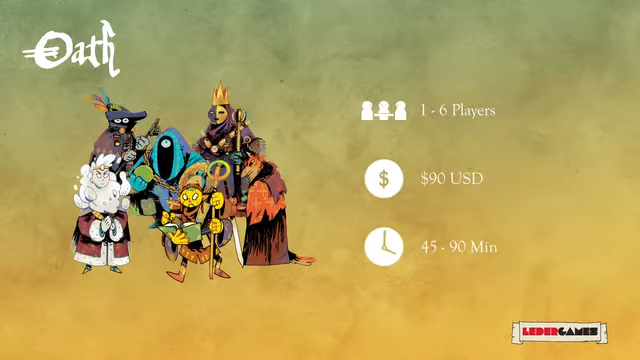 Oath
1 - 6 Players
$
$90 USD
45 - 90 Min
LEDERGAMES